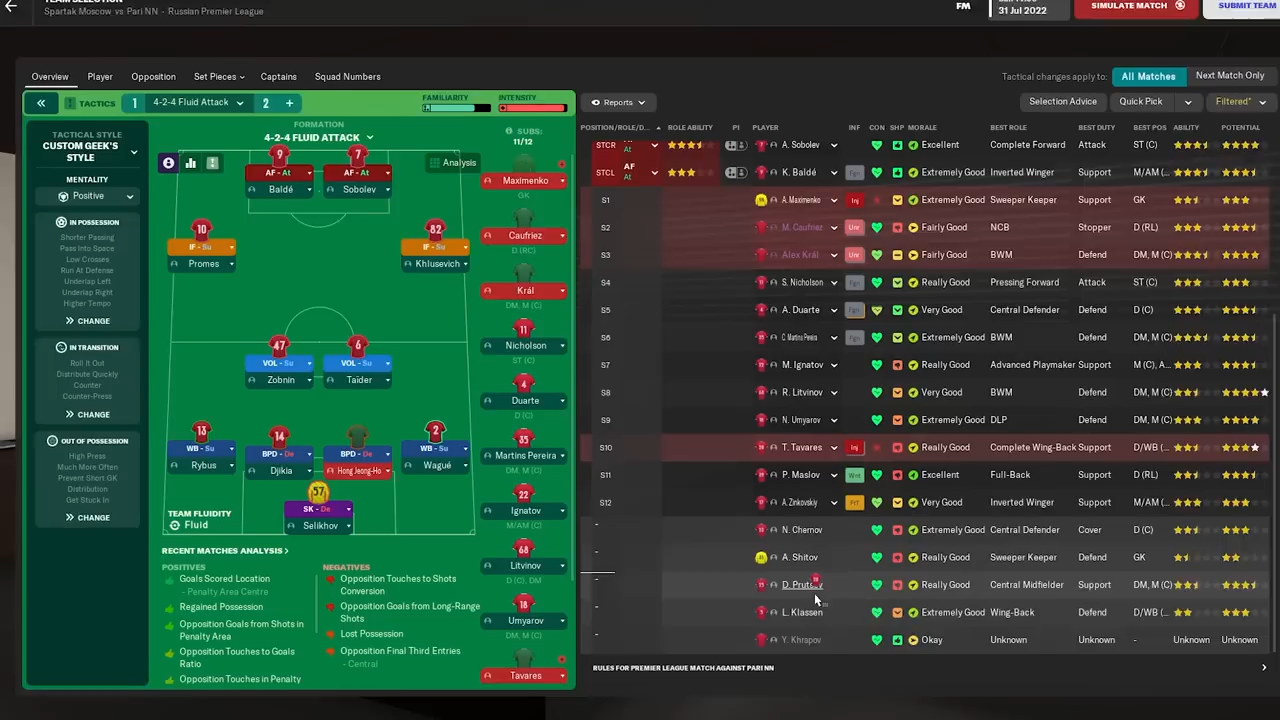 TEAM SELECTION
Spartak Moscow vs Pari NN - Russian Premier League
FM
31 Jul 2022
SIMULATE MATCH
SUBMIT TEAM
Overview
Player
Opposition
Set Pieces
Captains
Squad Numbers
Tactical changes apply to:
All Matches
Next Match Only
TACTICS
1
4-2-4 Fluid Attack
2
+
FAMILIARITY
INTENSITY
Reports
Selection Advice
Quick Pick
Filtered*
TACTICAL STYLE
CUSTOM GEEK'S STYLE
MENTALITY
Positive
IN POSSESSION
Shorter Passing
Pass Into Space
Low Crosses
Run At Defence
Underlap Left
Underlap Right
Higher Tempo
CHANGE
IN TRANSITION
Roll It Out
Distribute Quickly
Counter
Counter-Press
CHANGE
OUT OF POSSESSION
High Press
Much More Often
Prevent Short GK
Distribution
Get Stuck In
CHANGE
FORMATION
4-2-4 FLUID ATTACK
SUBS:
11/12
Analysis
9
AF - At
Baldé
7
AF - At
Sobolev
10
IF - Su
Promes
82
IF - Su
Khlusevich
47
VOL - Su
Zobnin
6
VOL - Su
Taïder
13
WB - Su
Rybus
14
BPD - De
Djikia
BPD - De
Hong Jeong-Ho
2
WB - Su
Wagué
57
SK - De
Selikhov
TEAM FLUIDITY
Fluid
Maximenko
GK
Caufriez
D (RC)
Král
DM, M (C)
11
Nicholson
ST (C)
4
Duarte
D (C)
35
Martins Pereira
DM, M (C)
22
Ignatov
M/AM (C)
68
Litvinov
D (C), DM
18
Umyarov
DM, M (C)
Tavares
RECENT MATCHES ANALYSIS
POSITIVES
Goals Scored Location
- Penalty Area Centre
Regained Possession
Opposition Goals from Shots in Penalty Area
Opposition Touches to Goals Ratio
Opposition Touches in Penalty
NEGATIVES
Opposition Touches to Shots Conversion
Opposition Goals from Long-Range Shots
Lost Possession
Opposition Final Third Entries
- Central
POSITION/ROLE/D...
ROLE ABILITY
PI
PLAYER
INF
CON
SHP
MORALE
BEST ROLE
BEST DUTY
BEST POS
ABILITY
POTENTIAL
STCR AF At A. Sobolev Excellent Complete Forward Attack ST (C)
STCL AF At K. Baldé Fgn Extremely Good Inverted Winger Support M/AM (...
S1 A. Maximenko Inj Extremely Good Sweeper Keeper Support GK
S2 M. Caufriez Unr Fairly Good NCB Stopper D (RL)
S3 Alex Král Unr Fairly Good BWM Defend DM, M (C)
S4 S. Nicholson Fgn Really Good Pressing Forward Attack ST (C)
S5 A. Duarte Fgn Very Good Central Defender Defend D (C)
S6 C. Martins Pereira Fgn Extremely Good BWM Defend DM, M (C)
S7 M. Ignatov Really Good Advanced Playmaker Support M (C), A...
S8 R. Litvinov Very Good BWM Defend DM, M (C)
S9 N. Umyarov Extremely Good DLP Defend DM, M (C)
S10 T. Tavares Inj Really Good Complete Wing-Back Support D/WB (...
S11 P. Maslov Wnt Excellent Full-Back Support D (RL)
S12 A. Zinkovskiy Very Good Inverted Winger Support M/AM (...
- N. Chernov Extremely Good Central Defender Cover D (C)
- A. Shitov Really Good Sweeper Keeper Defend GK
- Really Good Central Midfielder Support DM, M (C)
- L. Klassen Extremely Good Wing-Back Defend D/WB (...
- Y. Khrapov Okay Unknown Unknown - Unknown Unknown
RULES FOR PREMIER LEAGUE MATCH AGAINST PARI NN